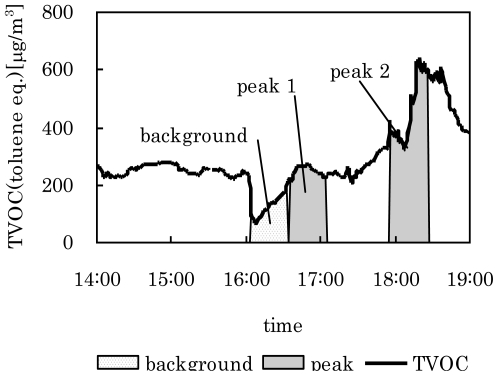 TVOC(toluene eq.)[µg/m³]
800
600
400
200
0
peak 2
peak 1
background
14:00 15:00 16:00 17:00 18:00 19:00
time
background peak TVOC